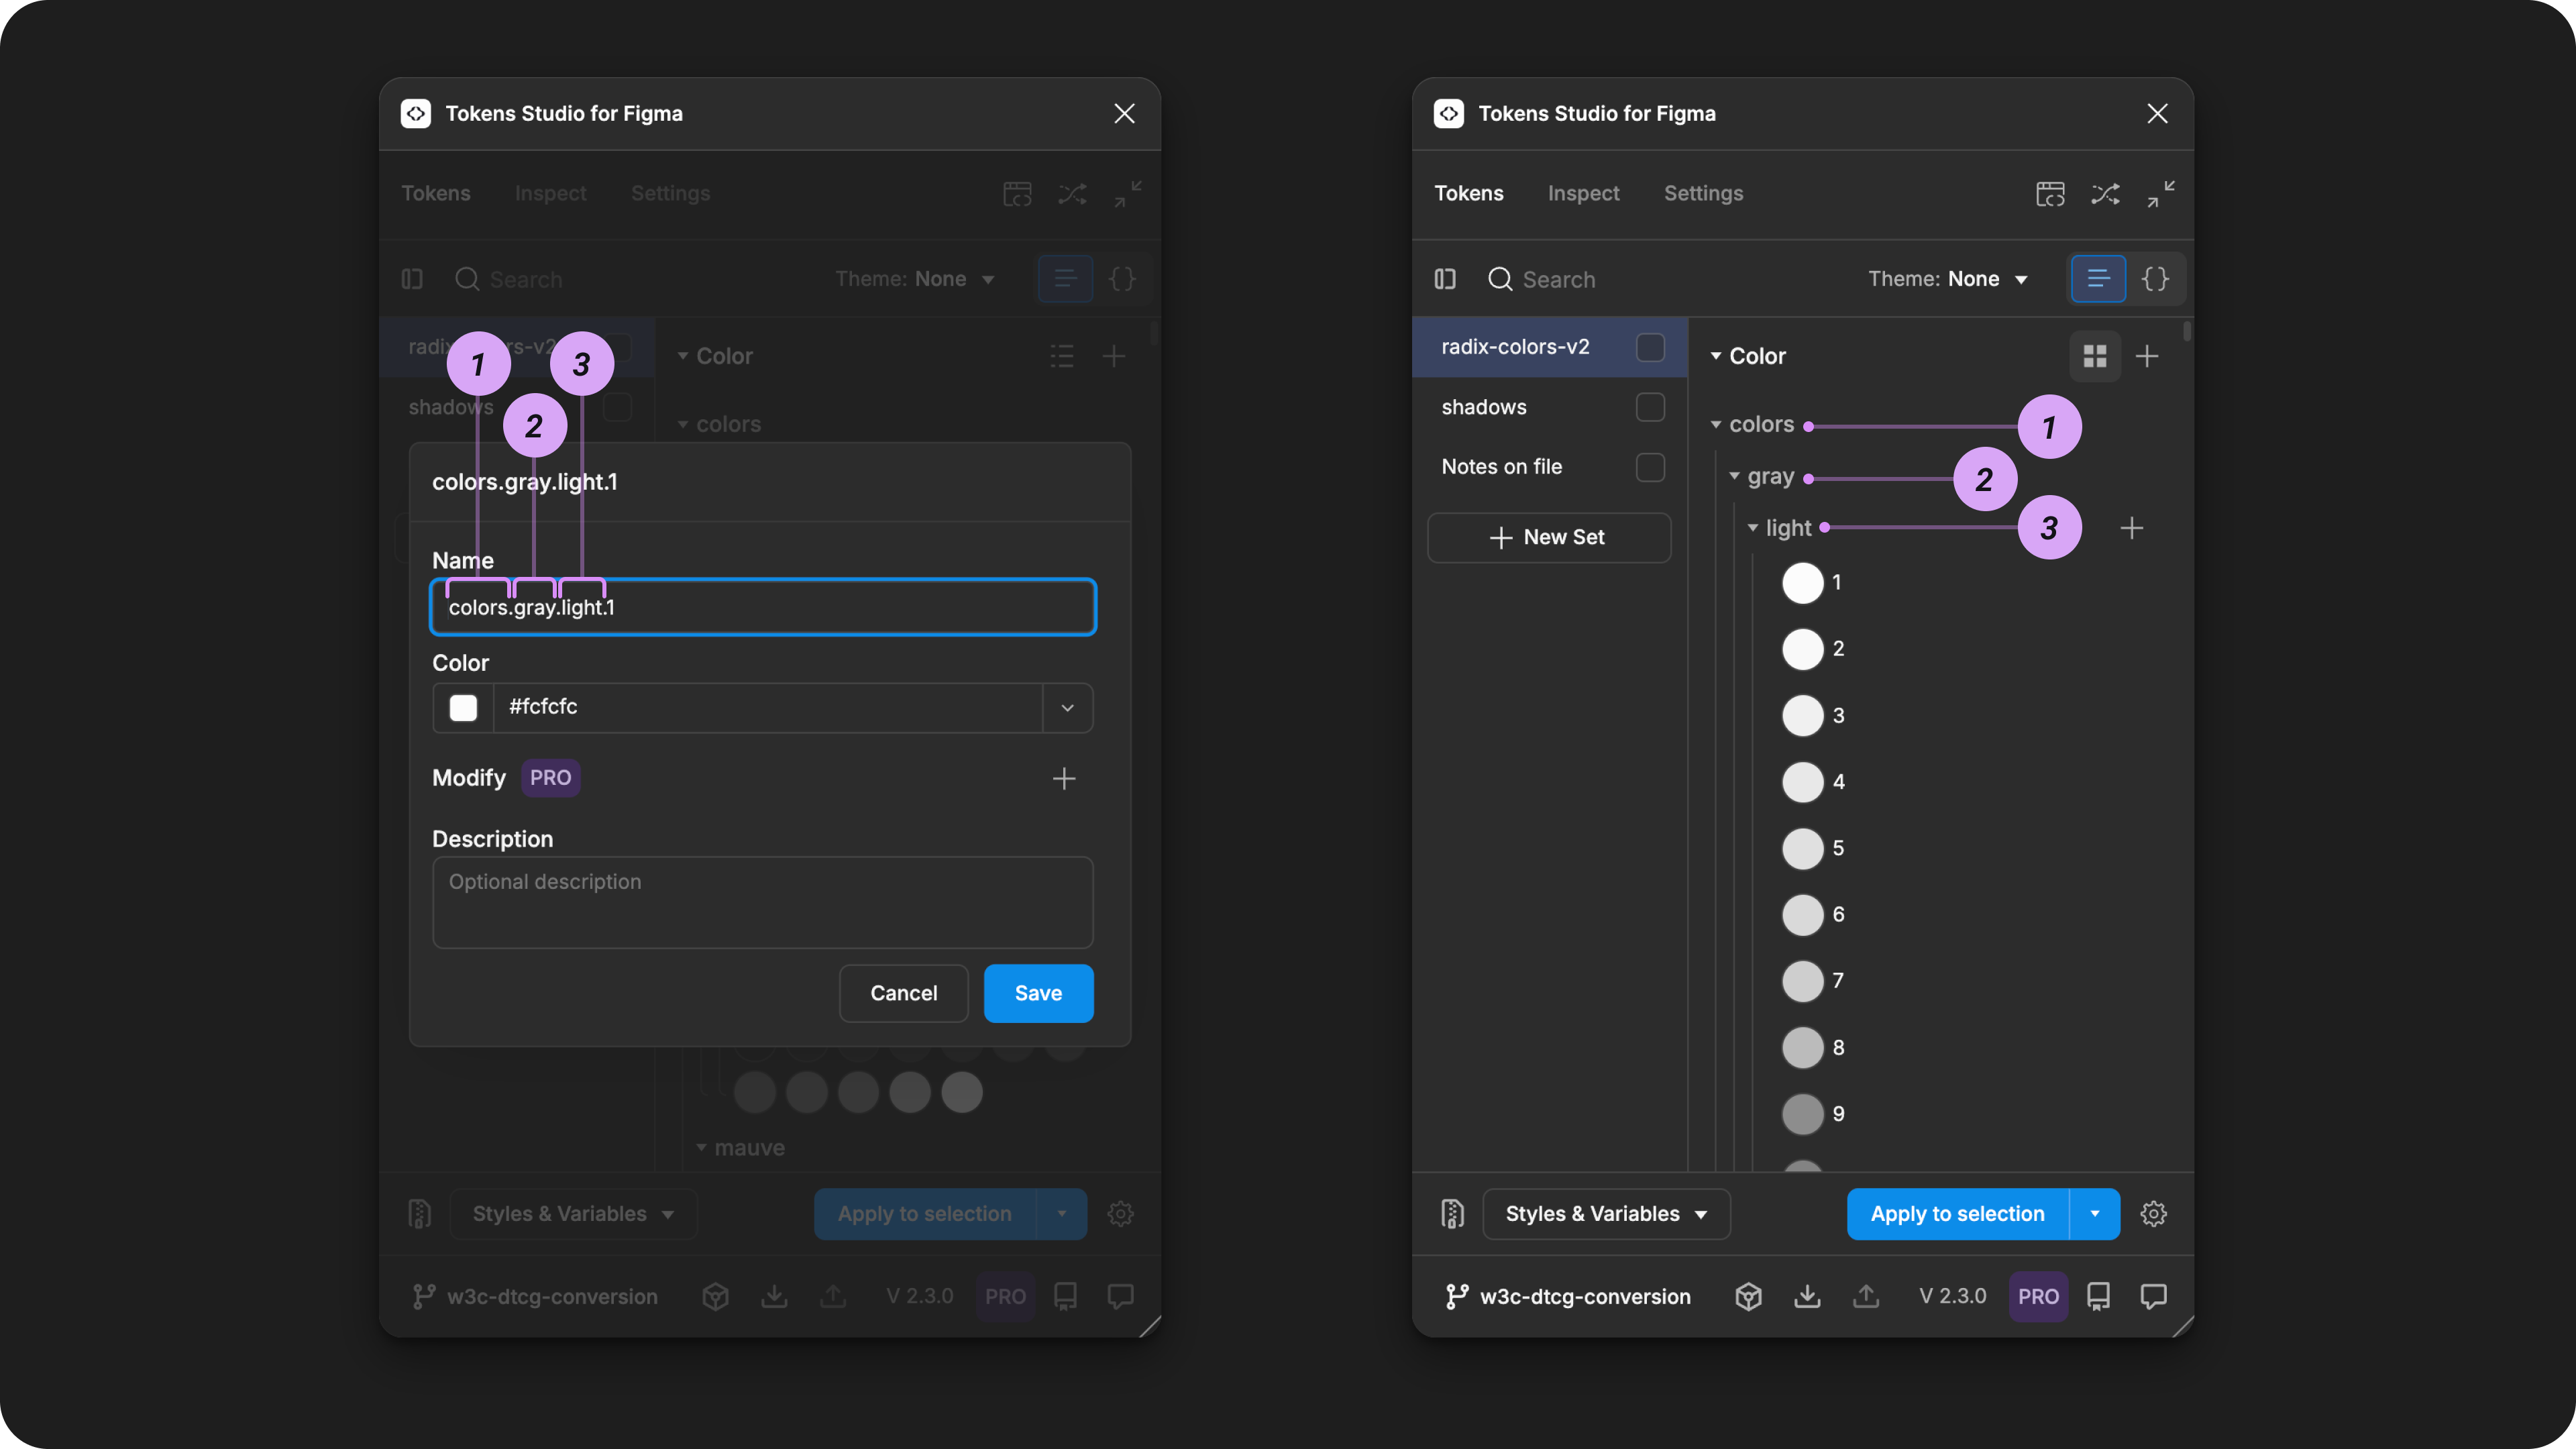 Tokens Studio for Figma
Tokens Inspect Settings
Search Theme: None
1 3
2
Color
shadows
colors
colors.gray.light.1
Name
colors.gray.light.1
Color
#fcfcfc
Modify PRO
Description
Optional description
Cancel Save
mauve
Styles & Variables Apply to selection
w3c-dtcg-conversion V 2.3.0 PRO
Tokens Studio for Figma
Tokens Inspect Settings
Search Theme: None {}
radix-colors-v2
shadows
Notes on file
New Set
Color
colors 1
gray 2
light 3
1
2
3
4
5
6
7
8
9
Styles & Variables Apply to selection
w3c-dtcg-conversion V 2.3.0 PRO